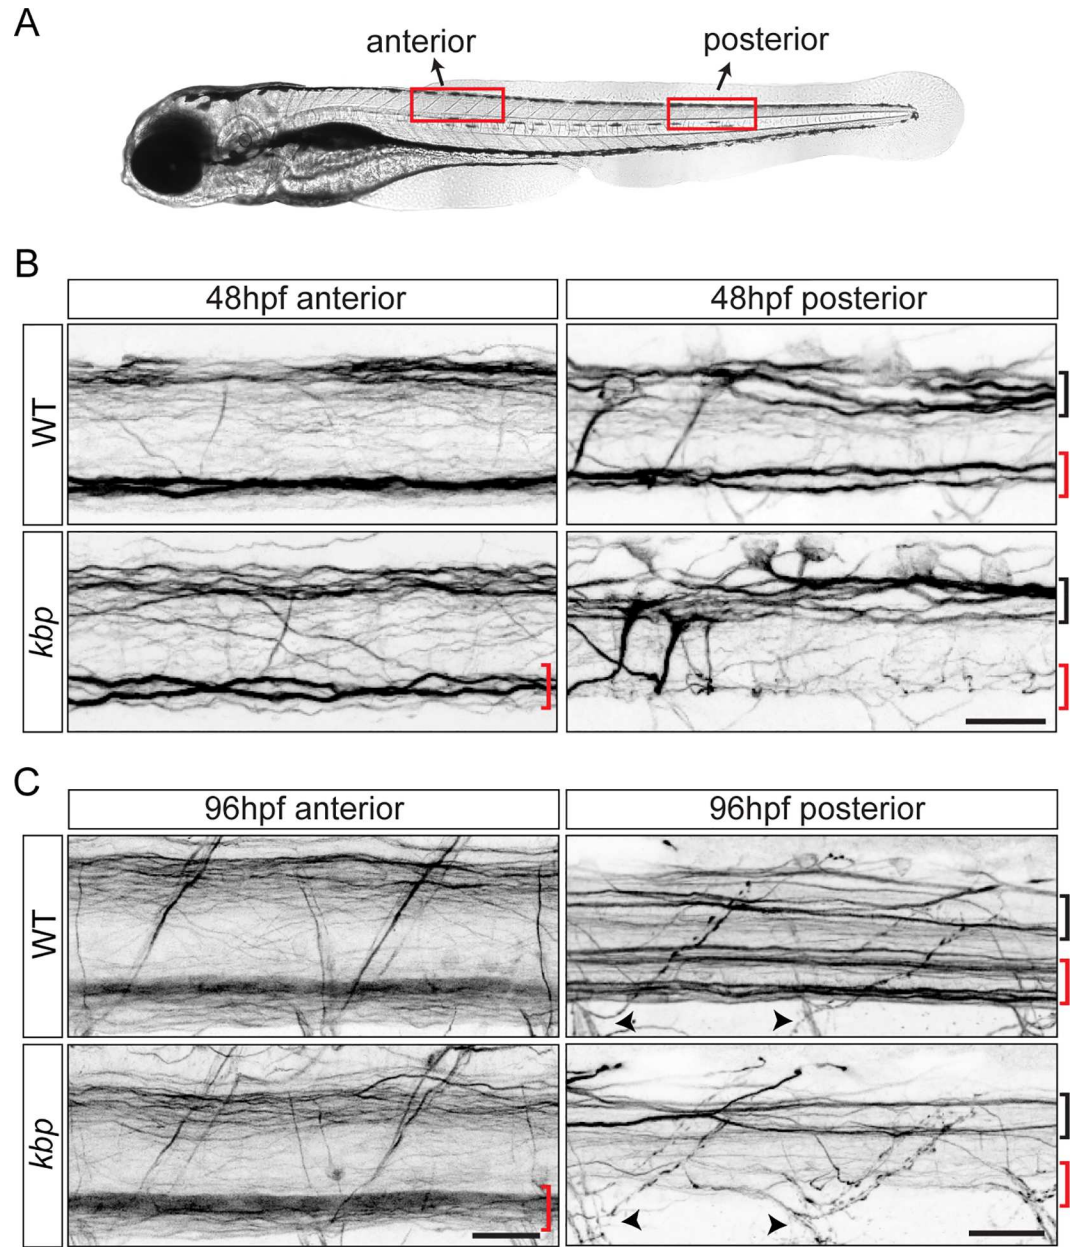 A
anterior
posterior
B
48hpf anterior
48hpf posterior
WT
kbp
C
96hpf anterior
96hpf posterior
WT
kbp